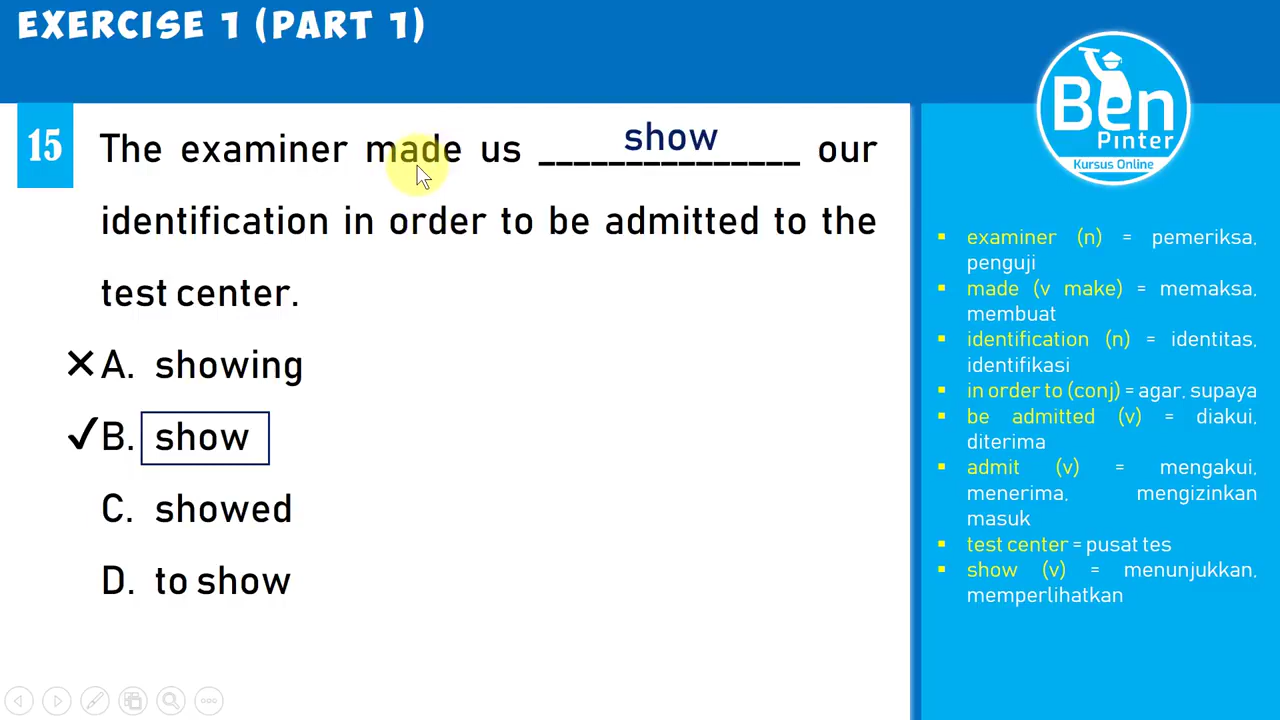 EXERCISE 1 (PART 1)
15
The examiner made us _______________ our
show
identification in order to be admitted to the
test center.
A. showing
B. show
C. showed
D. to show
Ben
Pinter
Kursus Online
examiner (n) = pemeriksa,
penguji
made (v make) = memaksa,
membuat
identification (n) = identitas,
identifikasi
in order to (conj) = agar, supaya
be admitted (v) = diakui,
diterima
admit (v) = mengakui,
menerima, mengizinkan
masuk
test center = pusat tes
show (v) = menunjukkan,
memperlihatkan